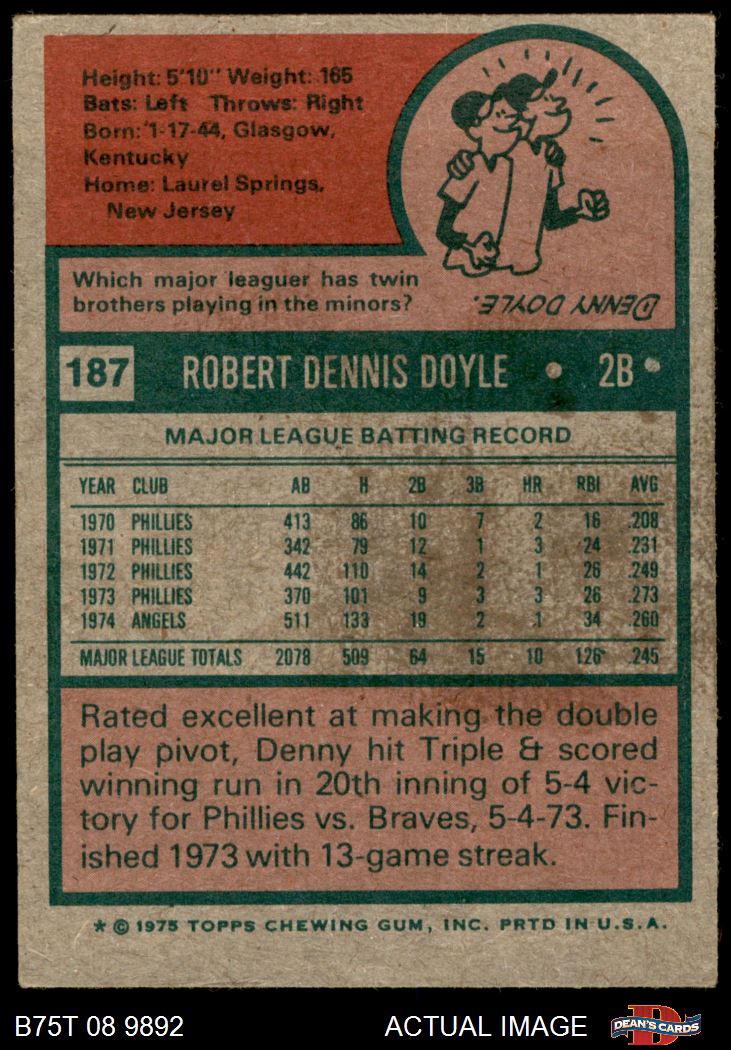 Height: 5'10" Weight: 165
Bats: Left Throws: Right
Born: 1-17-44, Glasgow,
Kentucky
Home: Laurel Springs,
New Jersey
Which major leaguer has twin
brothers playing in the minors?
DENNY DOYLE.
187 ROBERT DENNIS DOYLE • 2B
MAJOR LEAGUE BATTING RECORD
YEAR CLUB AB H 2B 3B HR RBI AVG
1970 PHILLIES 413 86 10 7 2 16 .208
1971 PHILLIES 342 79 12 1 3 24 .231
1972 PHILLIES 442 110 14 2 1 26 .249
1973 PHILLIES 370 101 9 3 3 26 .273
1974 ANGELS 511 133 19 2 1 34 .260
MAJOR LEAGUE TOTALS 2078 509 64 15 10 126 .245
Rated excellent at making the double
play pivot, Denny hit Triple & scored
winning run in 20th inning of 5-4 vic-
tory for Phillies vs. Braves, 5-4-73. Fin-
ished 1973 with 13-game streak.
* © 1975 TOPPS CHEWING GUM, INC. PRTD IN U.S.A.
B75T 08 9892 ACTUAL IMAGE DEAN'S CARDS